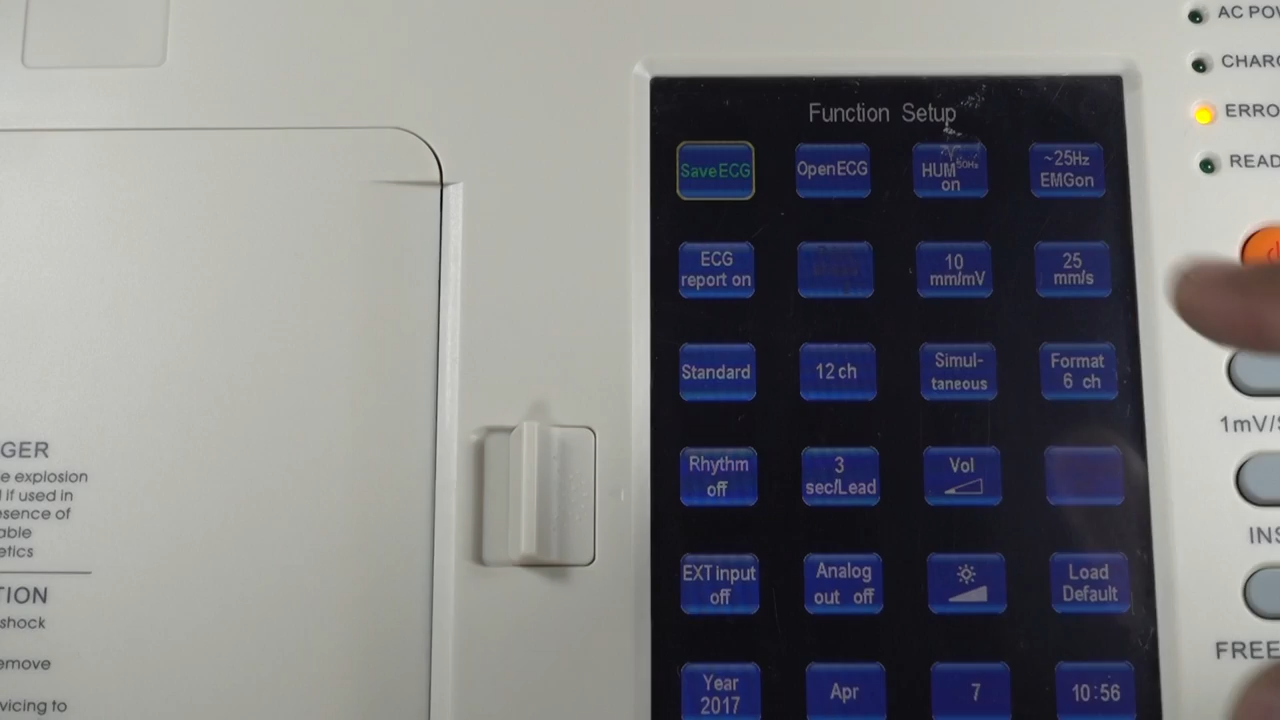 GER
e explosion
if used in
esence of
able
etics
TION
shock
emove
vicing to
Function Setup
SaveECG
OpenECG
HUM 50Hz
on
~25Hz
EMGon
ECG
report on
10
mm/mV
25
mm/s
Standard
12 ch
Simul-
taneous
Format
6 ch
Rhythm
off
3
sec/Lead
Vol
EXT input
off
Analog
out off
Load
Default
Year
2017
Apr
7
10:56
AC POW
CHARG
ERRO
READ
1mV/S
INS
FREE